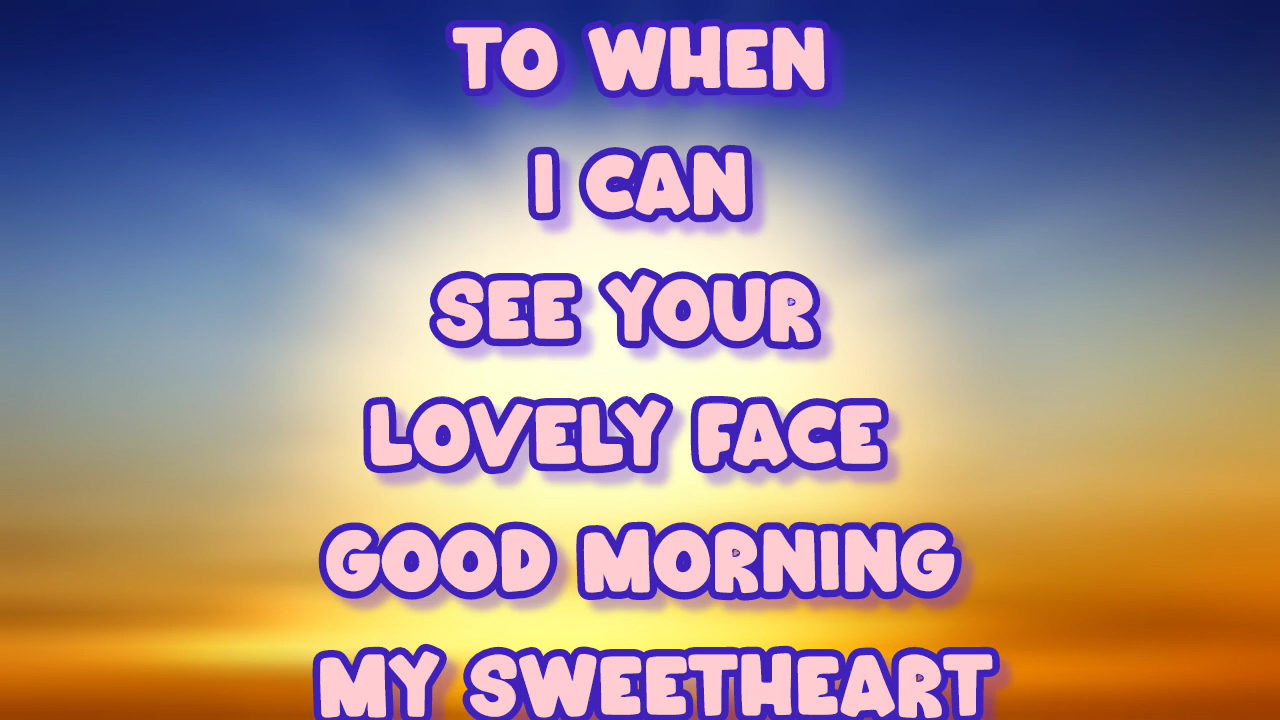 TO WHEN
I CAN
SEE YOUR
LOVELY FACE
GOOD MORNING
MY SWEETHEART